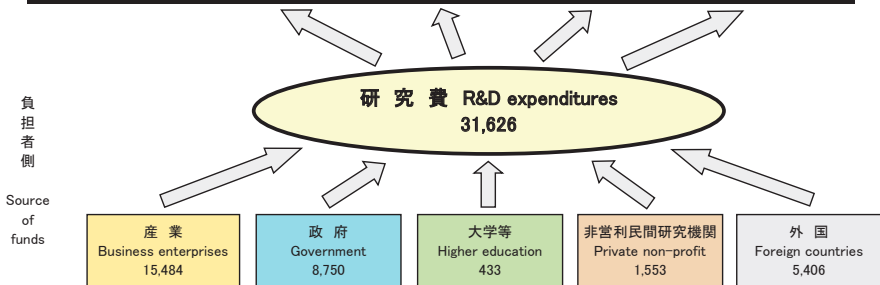 研 究 費 R&D expenditures
31,626
負
担
者
側
Source
of
funds
産 業
Business enterprises
15,484
政 府
Government
8,750
大学等
Higher education
433
非営利民間研究機関
Private non-profit
1,553
外 国
Foreign countries
5,406